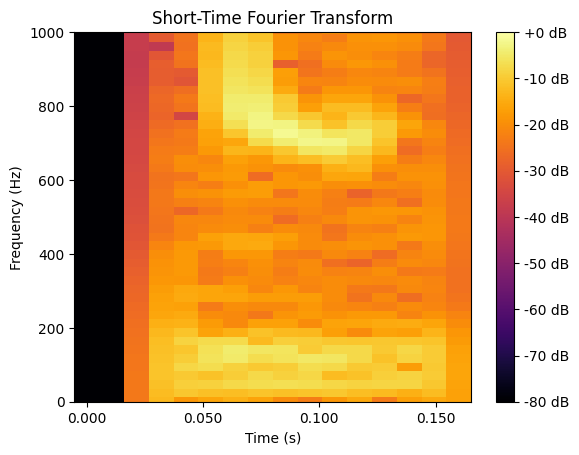 Short-Time Fourier Transform
1000
800
600
400
200
0
Frequency (Hz)
0.000
0.050
0.100
0.150
Time (s)
+0 dB
-10 dB
-20 dB
-30 dB
-40 dB
-50 dB
-60 dB
-70 dB
-80 dB